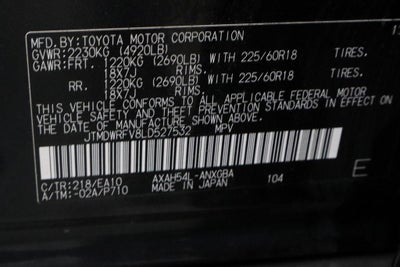 MFD. BY: TOYOTA MOTOR CORPORATION
GVWR: 2230KG (4920LB)
GAWR: FRT. 1220KG (2690LB) WITH 225/60R18 TIRES.
18X7J RIMS.
RR. 1220KG (2690LB) WITH 225/60R18 TIRES.
18X7J RIMS.
THIS VEHICLE CONFORMS TO ALL APPLICABLE FEDERAL MOTOR
VEHICLE SAFETY AND THEFT PREVENTION STANDARDS IN EFFECT ON
THE DATE OF MANUFACTURE SHOWN ABOVE.
JTMDWRFV8LD527532 MPV
C/TR: 218/EA10 AXAH54L-ANXGBA 104 E
A/TM: -02A/P710 MADE IN JAPAN